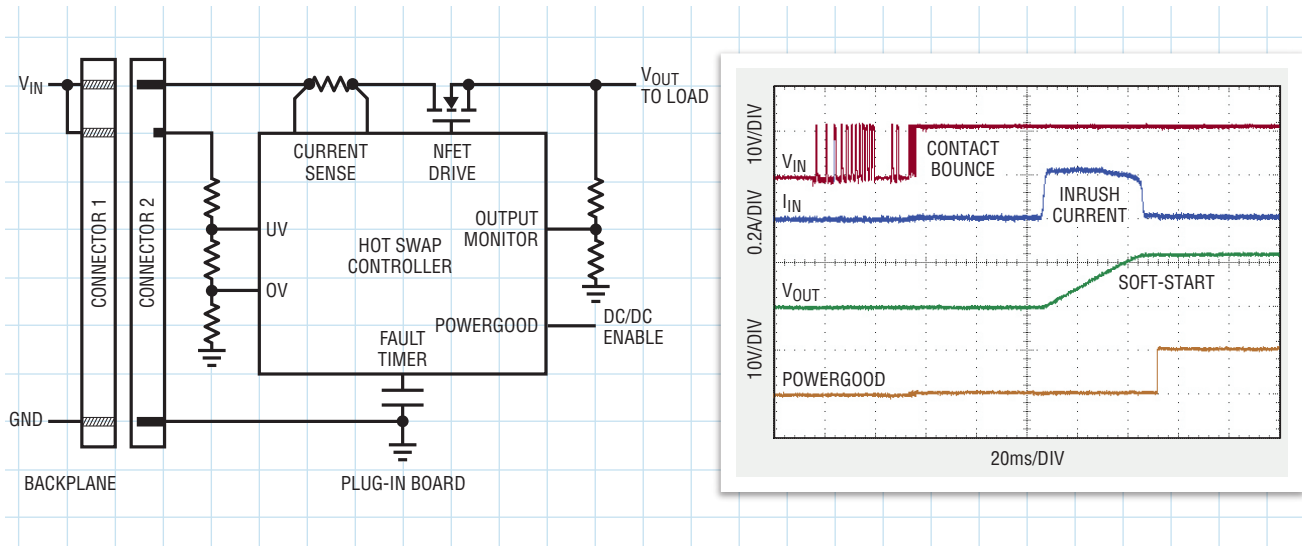 VIN
CONNECTOR 1
CONNECTOR 2
GND
BACKPLANE
CURRENT
SENSE
NFET
DRIVE
VOUT
TO LOAD
UV
OV
HOT SWAP
CONTROLLER
OUTPUT
MONITOR
POWERGOOD
DC/DC
ENABLE
FAULT
TIMER
PLUG-IN BOARD
10V/DIV
0.2A/DIV
10V/DIV
VIN
CONTACT
BOUNCE
IIN
INRUSH
CURRENT
VOUT
SOFT-START
POWERGOOD
20ms/DIV